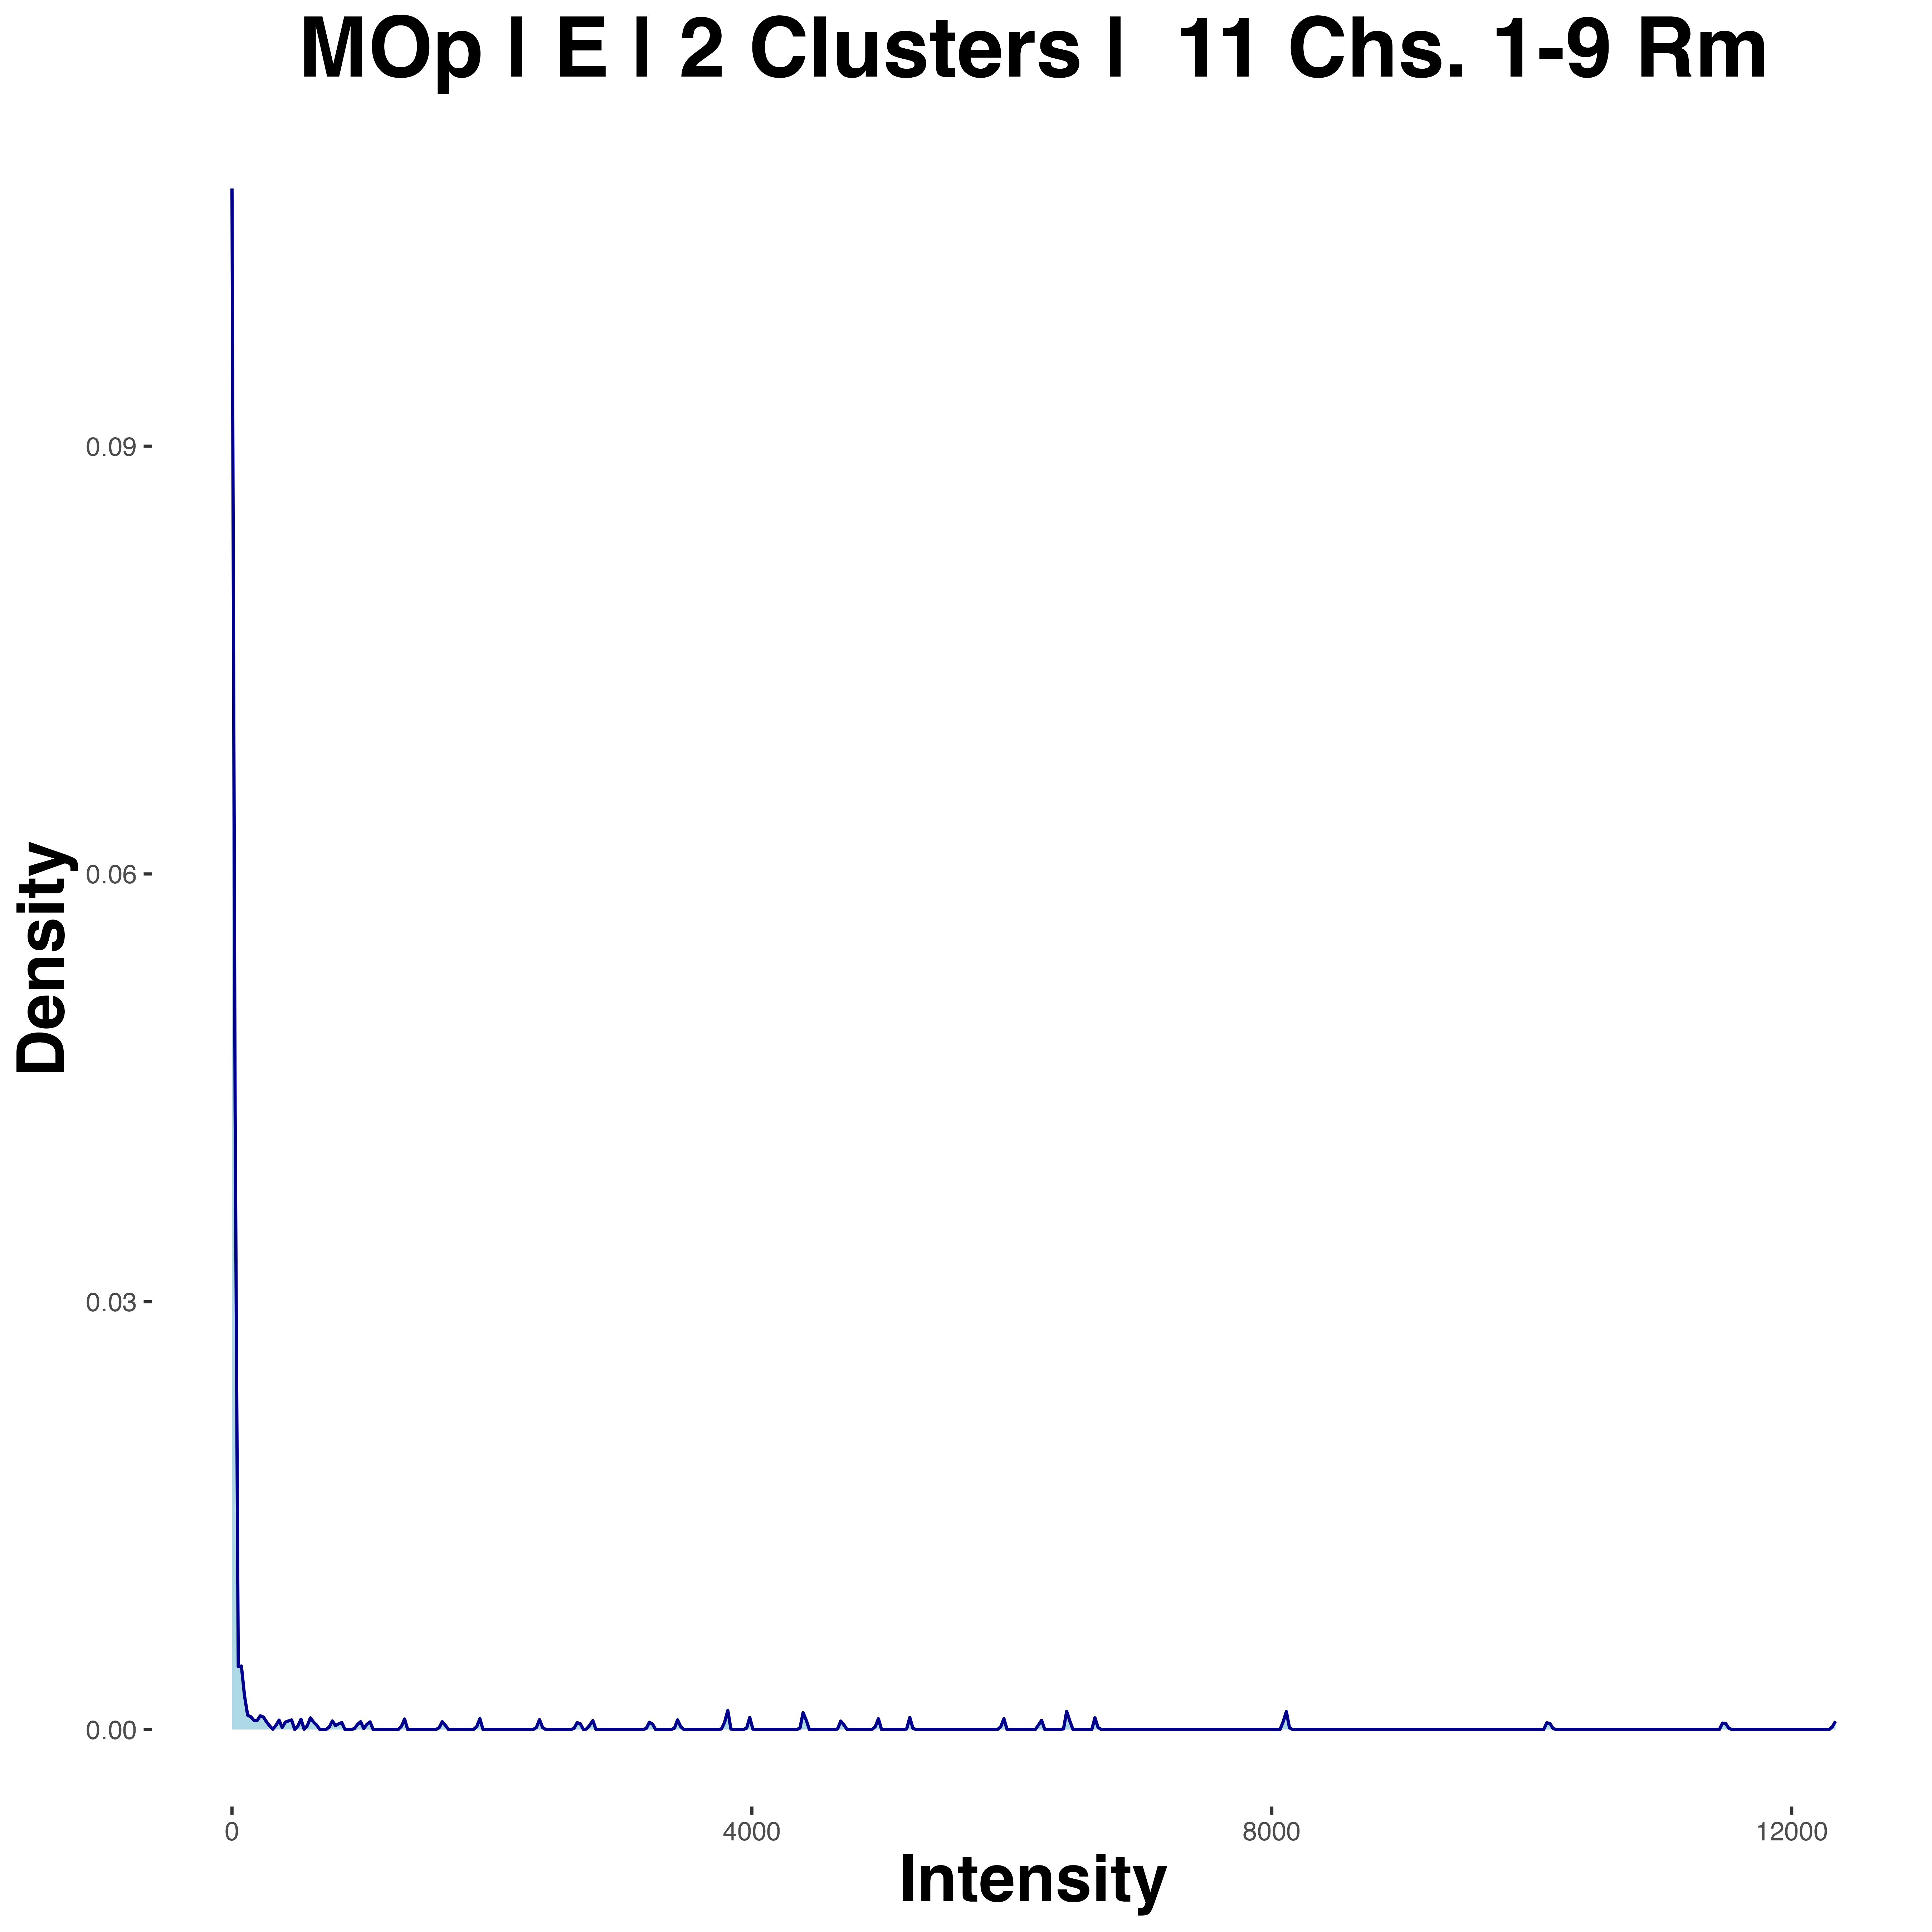 MOp | E | 2 Clusters |  11 Chs. 1-9 Rm
Density
0.09
0.06
0.03
0.00
0
4000
8000
12000
Intensity